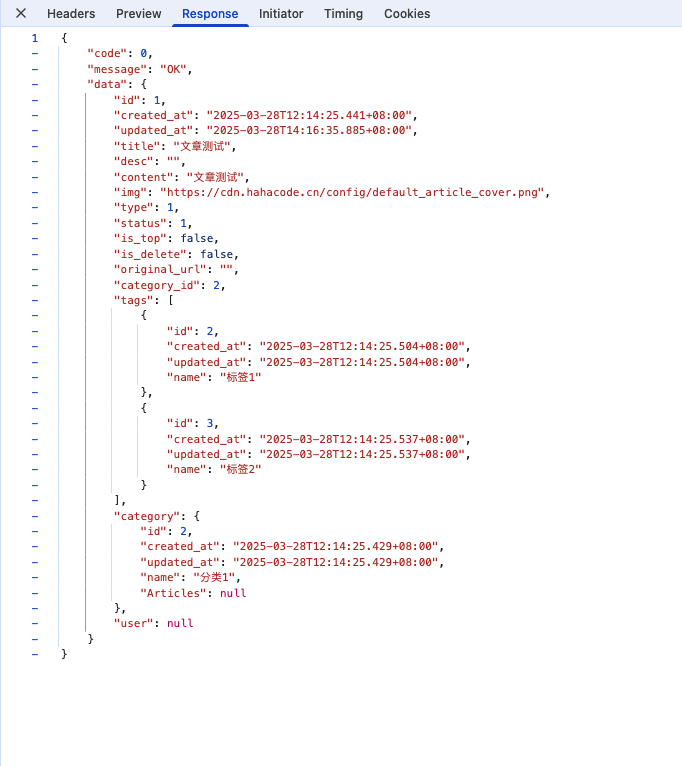 Headers Preview Response Initiator Timing Cookies
1 {
– "code": 0,
– "message": "OK",
– "data": {
– "id": 1,
– "created_at": "2025-03-28T12:14:25.441+08:00",
– "updated_at": "2025-03-28T14:16:35.885+08:00",
– "title": "文章测试",
– "desc": "",
– "content": "文章测试",
– "img": "https://cdn.hahacode.cn/config/default_article_cover.png",
– "type": 1,
– "status": 1,
– "is_top": false,
– "is_delete": false,
– "original_url": "",
– "category_id": 2,
– "tags": [
– {
– "id": 2,
– "created_at": "2025-03-28T12:14:25.504+08:00",
– "updated_at": "2025-03-28T12:14:25.504+08:00",
– "name": "标签1"
– },
– {
– "id": 3,
– "created_at": "2025-03-28T12:14:25.537+08:00",
– "updated_at": "2025-03-28T12:14:25.537+08:00",
– "name": "标签2"
– }
– ],
– "category": {
– "id": 2,
– "created_at": "2025-03-28T12:14:25.429+08:00",
– "updated_at": "2025-03-28T12:14:25.429+08:00",
– "name": "分类1",
– "Articles": null
– },
– "user": null
– }
– }